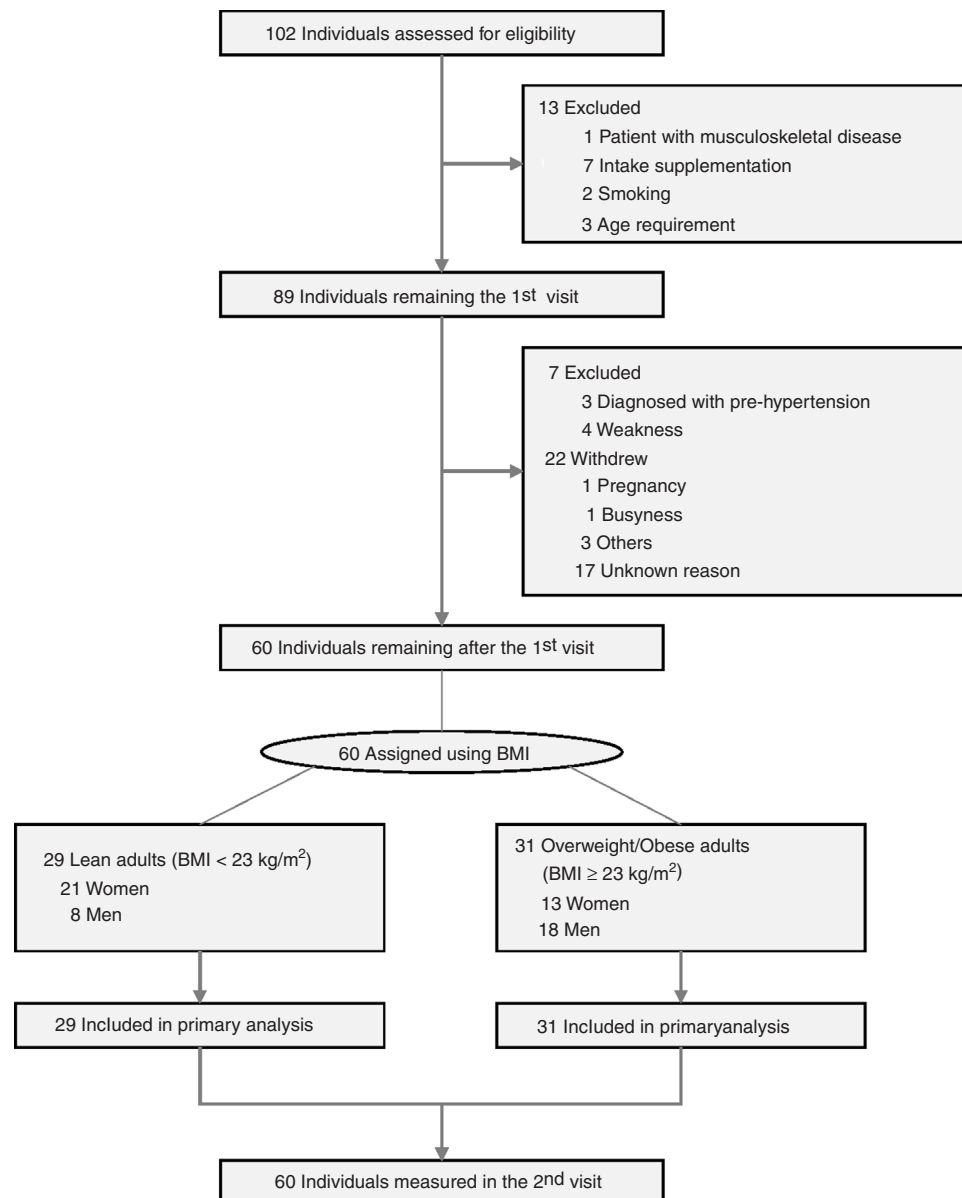 102 Individuals assessed for eligibility
13 Excluded
1 Patient with musculoskeletal disease
7 Intake supplementation
2 Smoking
3 Age requirement
89 Individuals remaining the 1st visit
7 Excluded
3 Diagnosed with pre-hypertension
4 Weakness
22 Withdrew
1 Pregnancy
1 Busyness
3 Others
17 Unknown reason
60 Individuals remaining after the 1st visit
60 Assigned using BMI
29 Lean adults (BMI < 23 kg/m²)
21 Women
8 Men
31 Overweight/Obese adults
(BMI ≥ 23 kg/m²)
13 Women
18 Men
29 Included in primary analysis
31 Included in primaryanalysis
60 Individuals measured in the 2nd visit